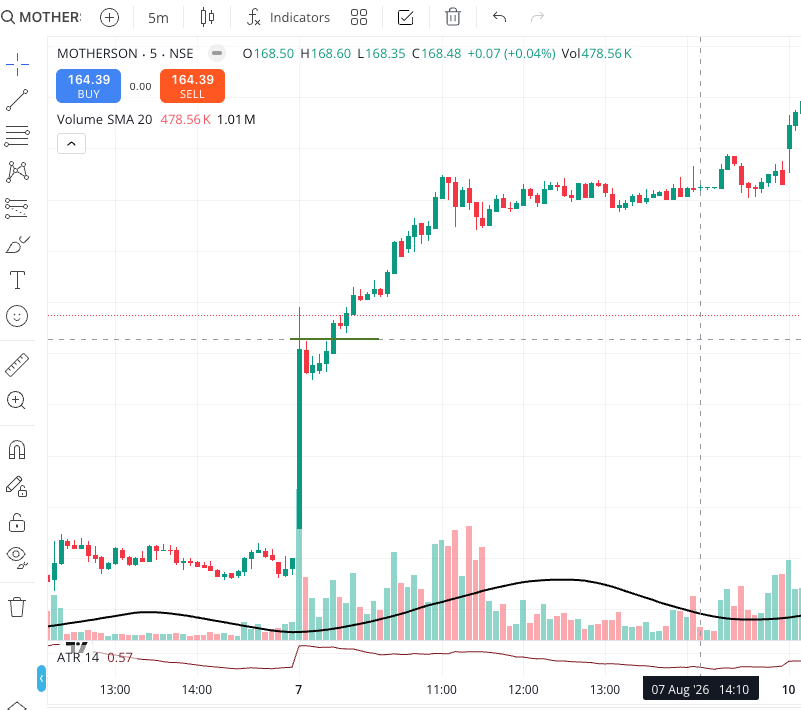 MOTHER
5m
Indicators
MOTHERSON · 5 · NSE
O168.50 H168.60 L168.35 C168.48 +0.07 (+0.04%) Vol478.56 K
164.39
BUY
0.00
164.39
SELL
Volume SMA 20 478.56 K 1.01 M
ATR 14 0.57
13:00
14:00
7
11:00
12:00
13:00
07 Aug '26 14:10
10